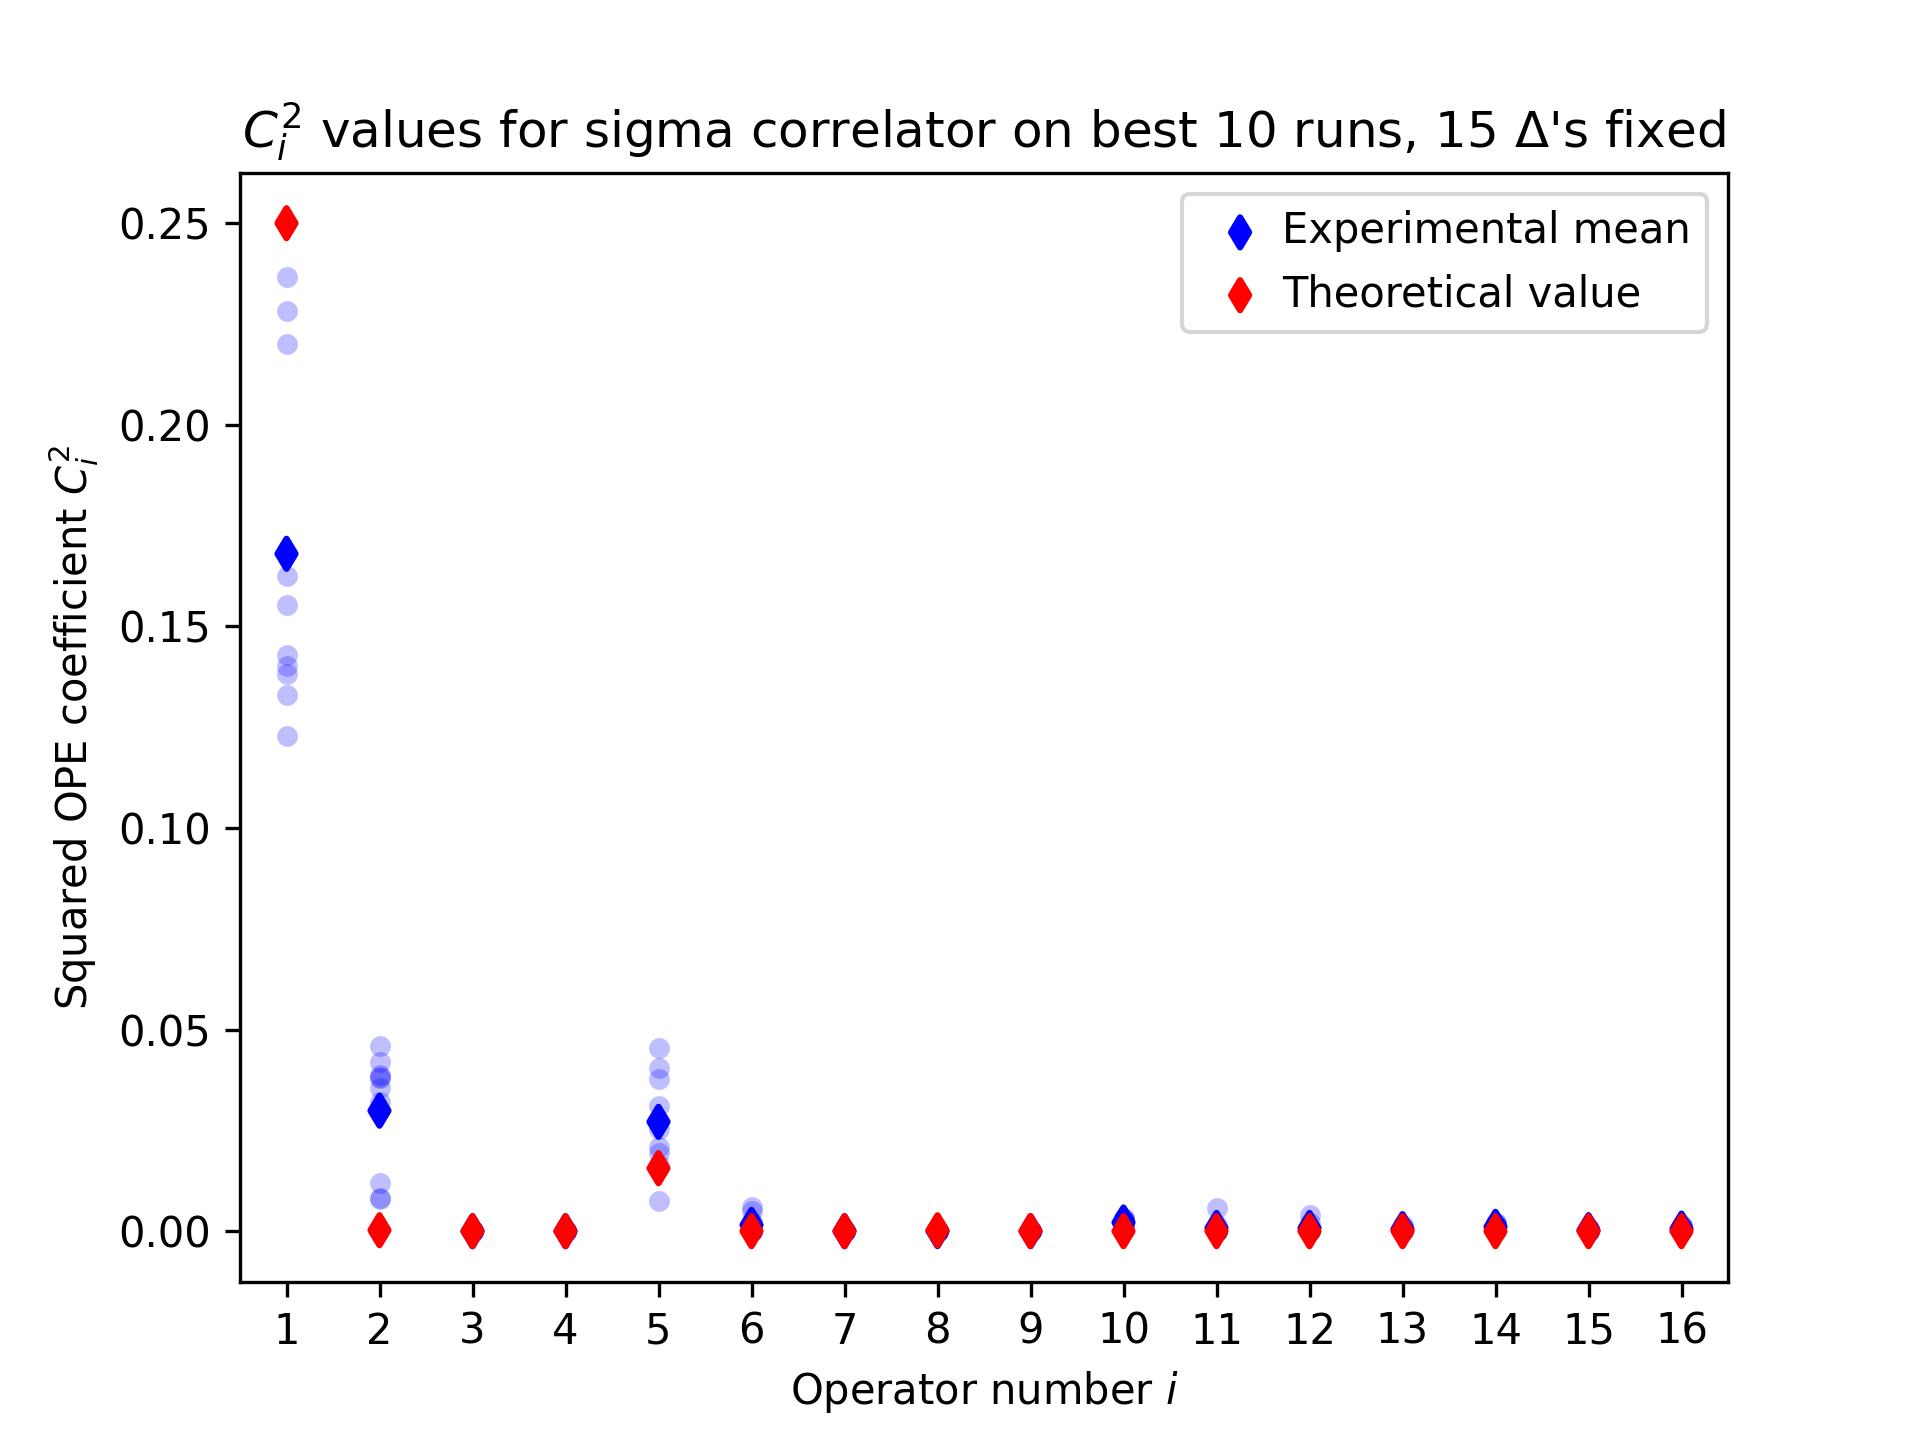 C_i^2 values for sigma correlator on best 10 runs, 15 Δ's fixed
Experimental mean
Theoretical value
Squared OPE coefficient C_i^2
0.25
0.20
0.15
0.10
0.05
0.00
1 2 3 4 5 6 7 8 9 10 11 12 13 14 15 16
Operator number i